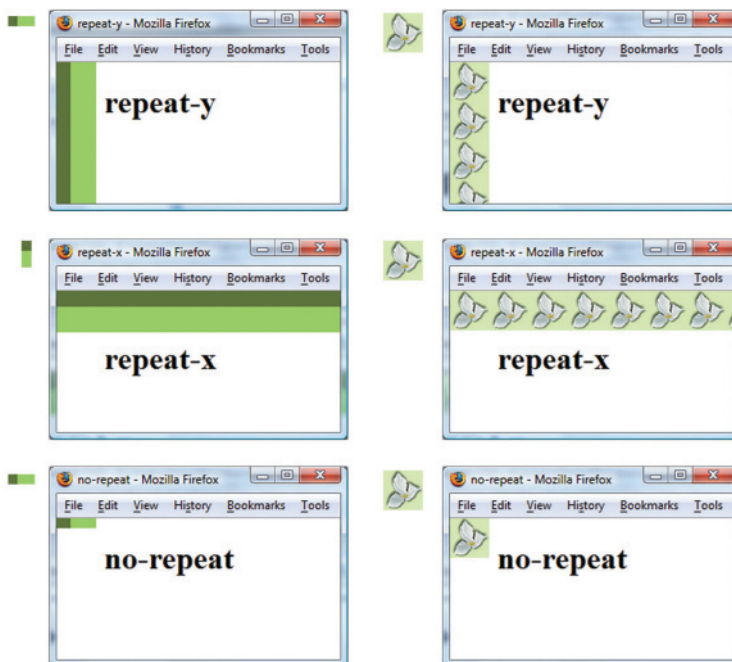 repeat-y - Mozilla Firefox
File Edit View History Bookmarks Tools
repeat-y
repeat-y - Mozilla Firefox
File Edit View History Bookmarks Tools
repeat-y
repeat-x - Mozilla Firefox
File Edit View History Bookmarks Tools
repeat-x
repeat-x - Mozilla Firefox
File Edit View History Bookmarks Tools
repeat-x
no-repeat - Mozilla Firefox
File Edit View History Bookmarks Tools
no-repeat
no-repeat - Mozilla Firefox
File Edit View History Bookmarks Tools
no-repeat